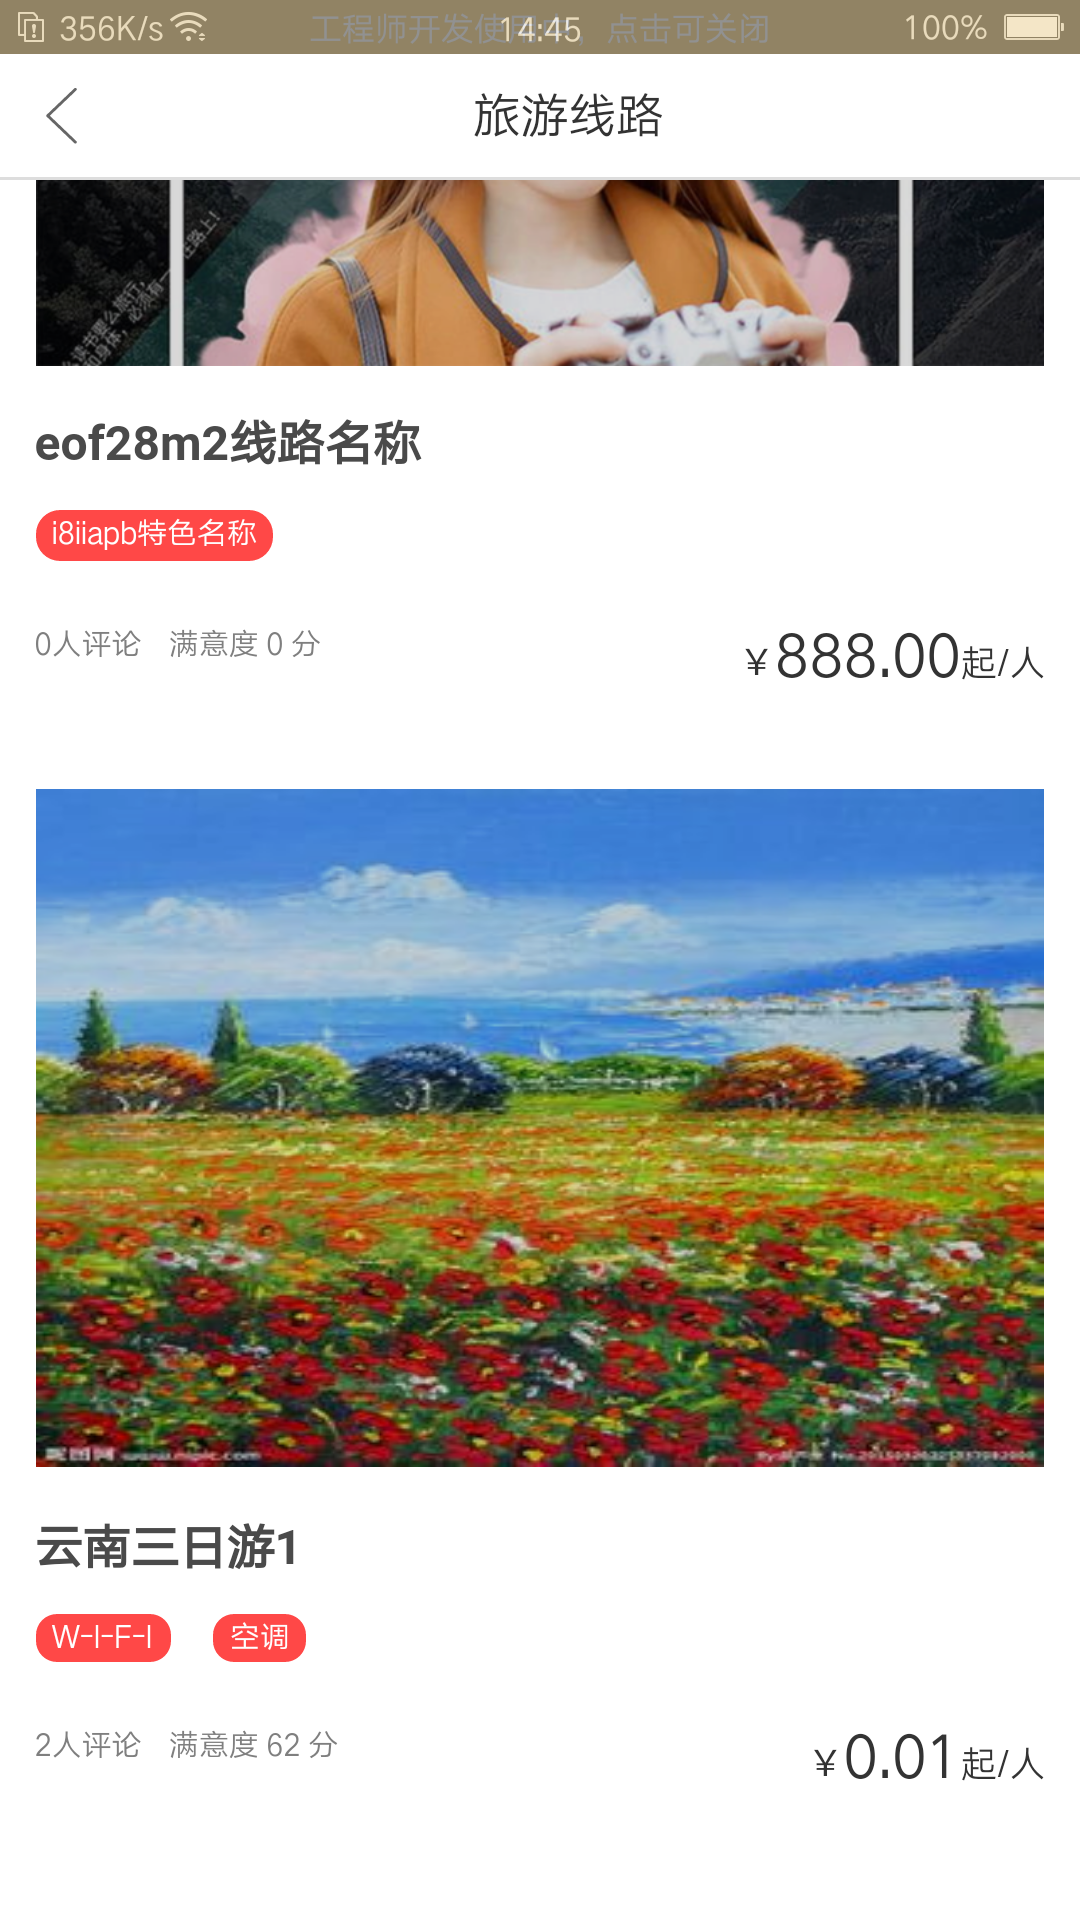 356K/s 工程师开发使用中，点击可关闭 14:45 100%
旅游线路
eof28m2线路名称
i8iiapb特色名称
0人评论 满意度 0 分 ¥888.00起/人
云南三日游1
W-I-F-I 空调
2人评论 满意度 62 分 ¥0.01起/人